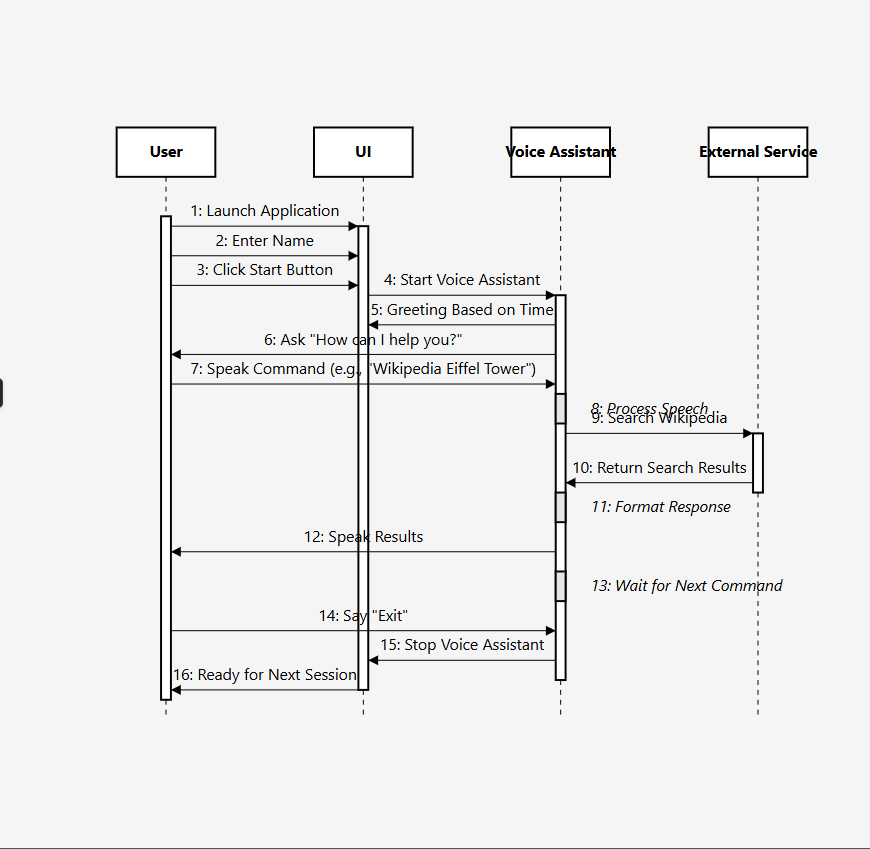 User
UI
Voice Assistant
External Service
1: Launch Application
2: Enter Name
3: Click Start Button
4: Start Voice Assistant
5: Greeting Based on Time
6: Ask "How can I help you?"
7: Speak Command (e.g., "Wikipedia Eiffel Tower")
8: Process Speech
9: Search Wikipedia
10: Return Search Results
11: Format Response
12: Speak Results
13: Wait for Next Command
14: Say "Exit"
15: Stop Voice Assistant
16: Ready for Next Session